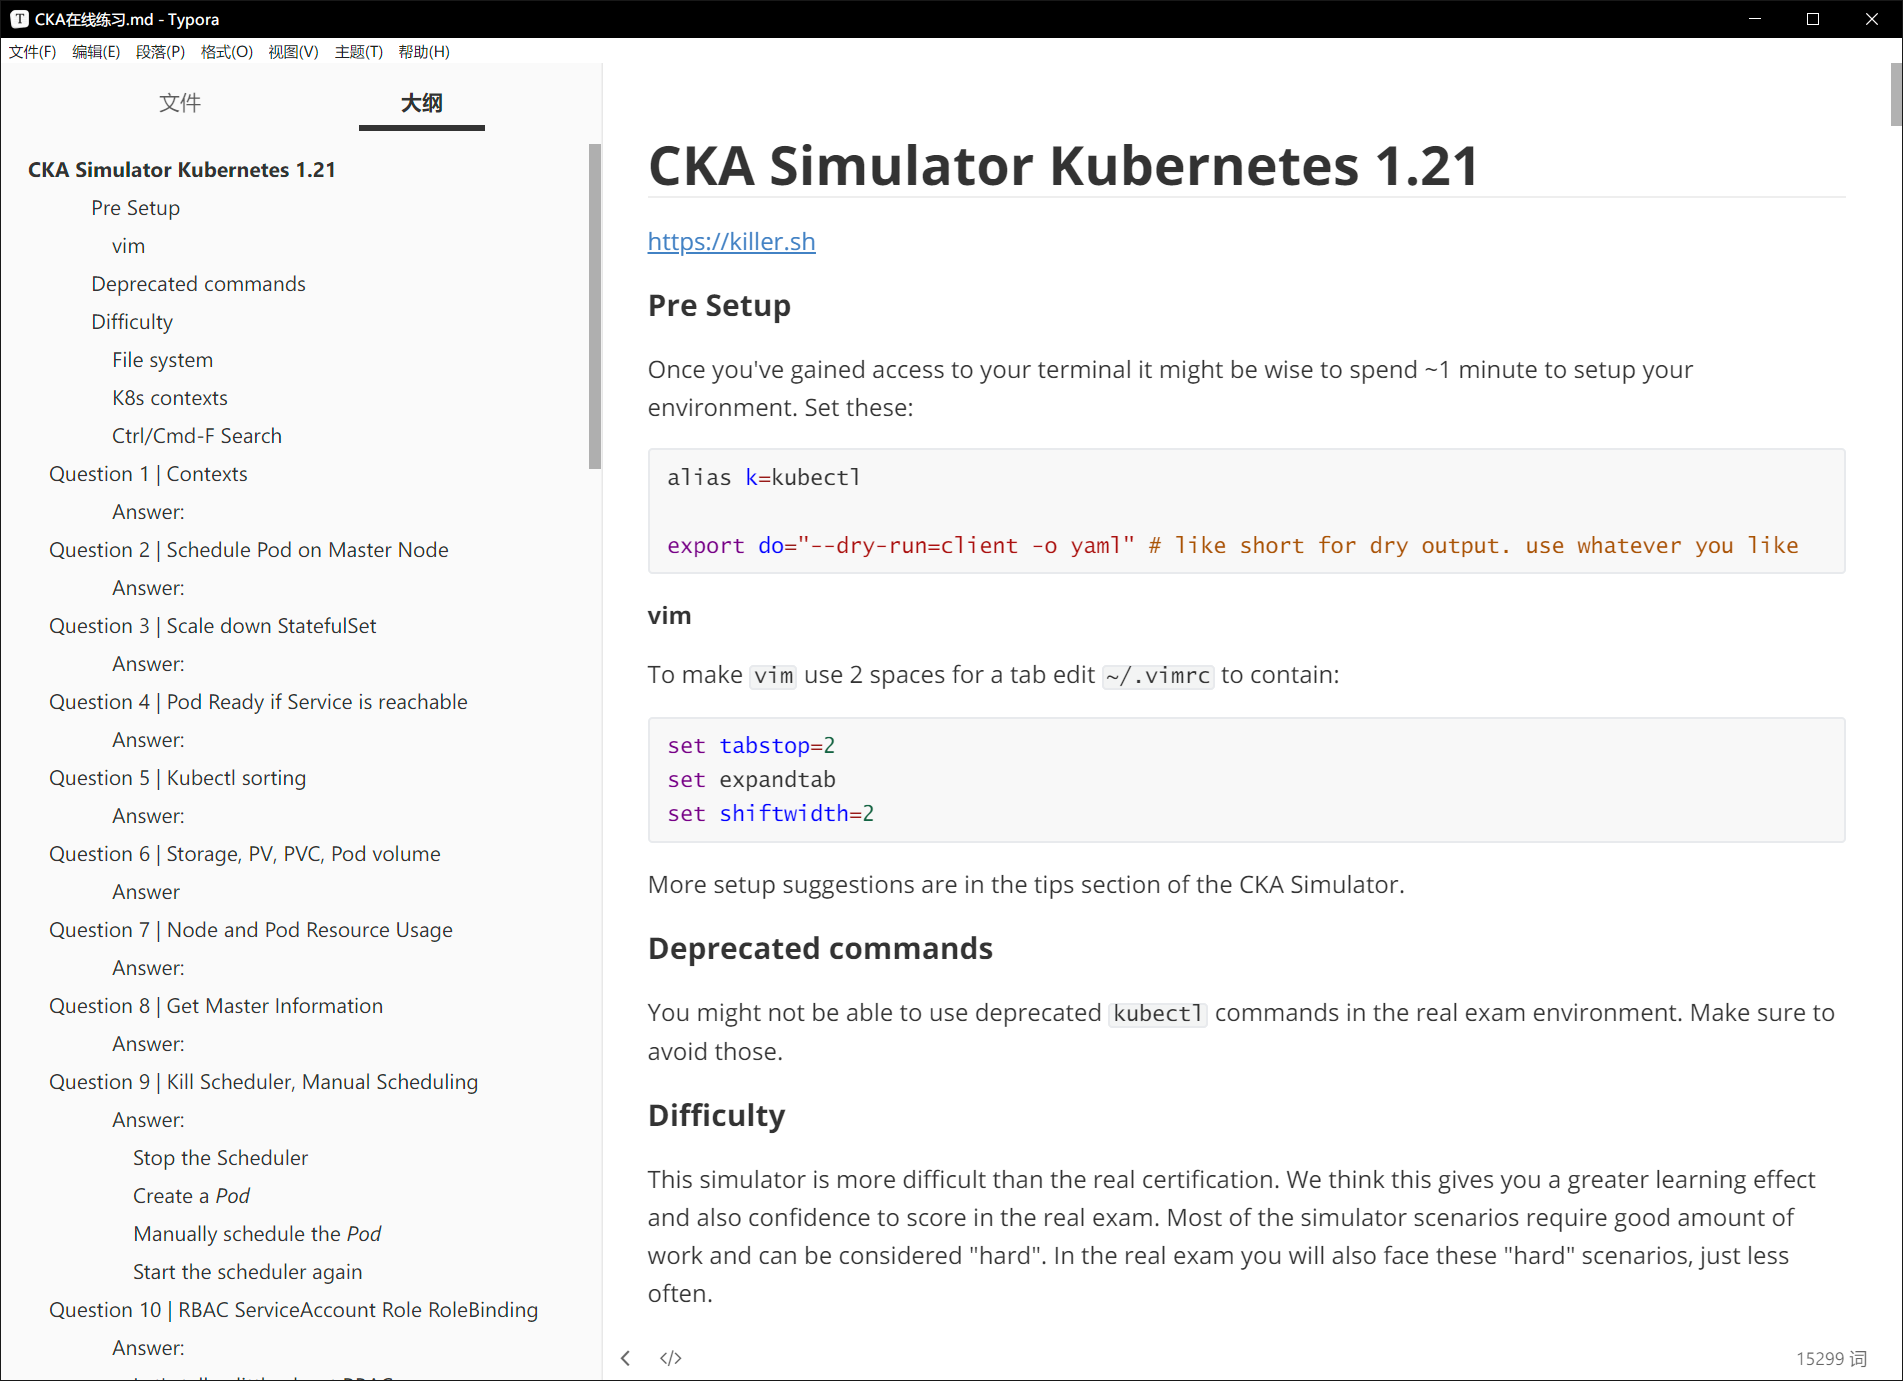 T CKA在线练习.md - Typora
文件(F) 编辑(E) 段落(P) 格式(O) 视图(V) 主题(T) 帮助(H)
文件 大纲
CKA Simulator Kubernetes 1.21
Pre Setup
vim
Deprecated commands
Difficulty
File system
K8s contexts
Ctrl/Cmd-F Search
Question 1 | Contexts
Answer:
Question 2 | Schedule Pod on Master Node
Answer:
Question 3 | Scale down StatefulSet
Answer:
Question 4 | Pod Ready if Service is reachable
Answer:
Question 5 | Kubectl sorting
Answer:
Question 6 | Storage, PV, PVC, Pod volume
Answer
Question 7 | Node and Pod Resource Usage
Answer:
Question 8 | Get Master Information
Answer:
Question 9 | Kill Scheduler, Manual Scheduling
Answer:
Stop the Scheduler
Create a Pod
Manually schedule the Pod
Start the scheduler again
Question 10 | RBAC ServiceAccount Role RoleBinding
Answer:
CKA Simulator Kubernetes 1.21
https://killer.sh
Pre Setup
Once you've gained access to your terminal it might be wise to spend ~1 minute to setup your
environment. Set these:
alias k=kubectl
export do="--dry-run=client -o yaml" # like short for dry output. use whatever you like
vim
To make vim use 2 spaces for a tab edit ~/.vimrc to contain:
set tabstop=2
set expandtab
set shiftwidth=2
More setup suggestions are in the tips section of the CKA Simulator.
Deprecated commands
You might not be able to use deprecated kubectl commands in the real exam environment. Make sure to
avoid those.
Difficulty
This simulator is more difficult than the real certification. We think this gives you a greater learning effect
and also confidence to score in the real exam. Most of the simulator scenarios require good amount of
work and can be considered "hard". In the real exam you will also face these "hard" scenarios, just less
often.
</> 15299 词